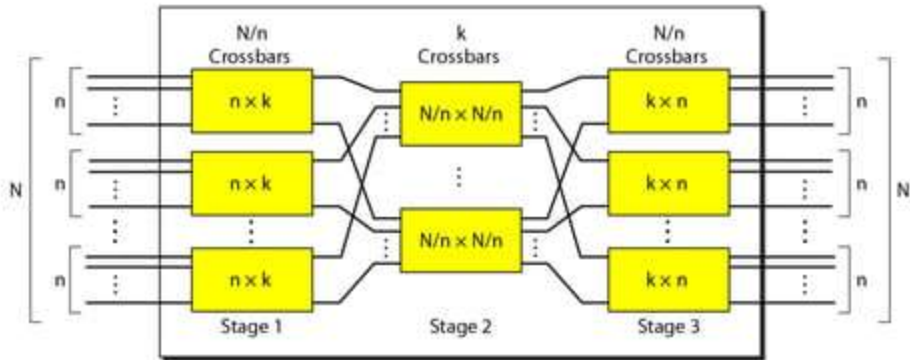 N/n
Crossbars
k
Crossbars
N/n
Crossbars
n
n × k
N/n × N/n
k × n
n
N
n
n × k
k × n
n
N
N/n × N/n
n
n × k
k × n
n
Stage 1
Stage 2
Stage 3